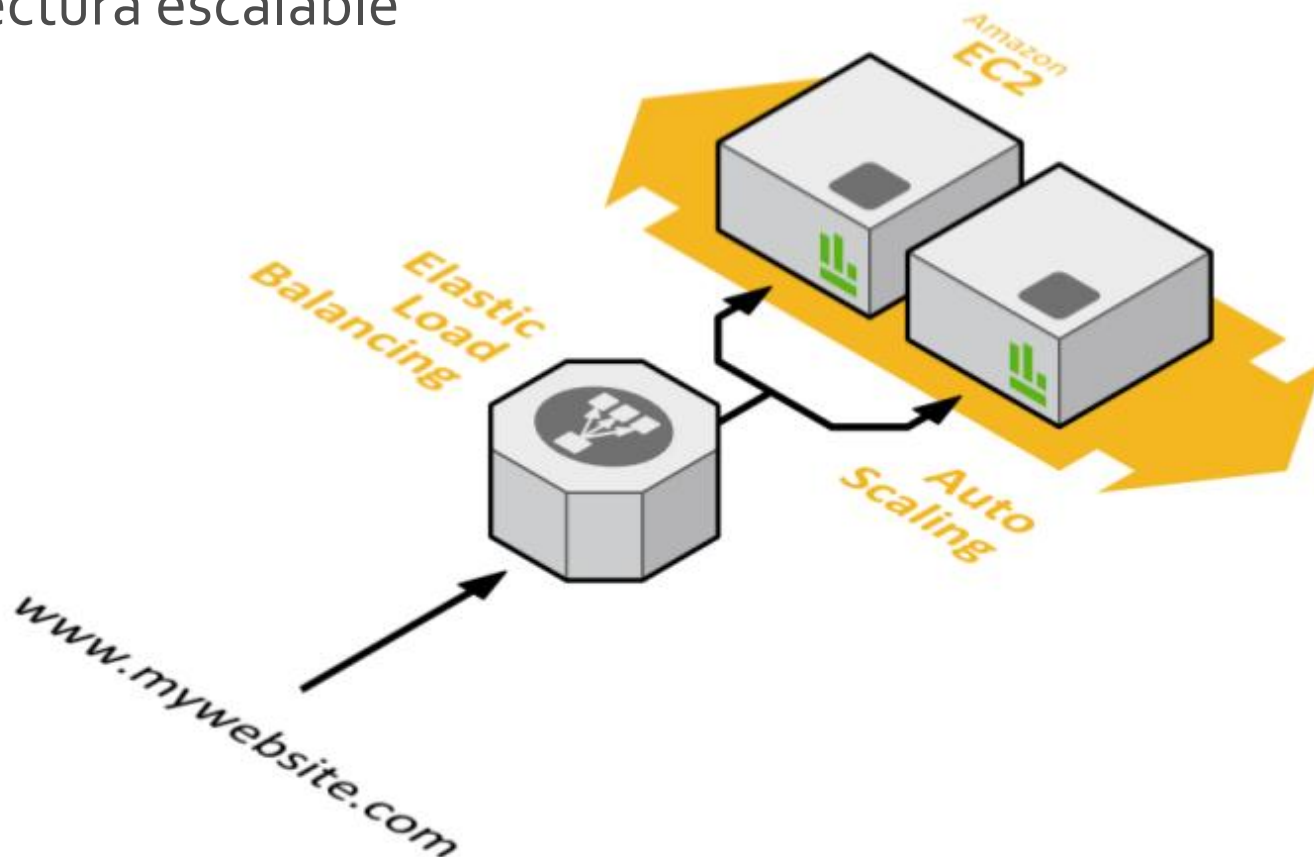 ectura escalable
Amazon
EC2
Elastic
Load
Balancing
Auto
Scaling
www.mywebsite.com